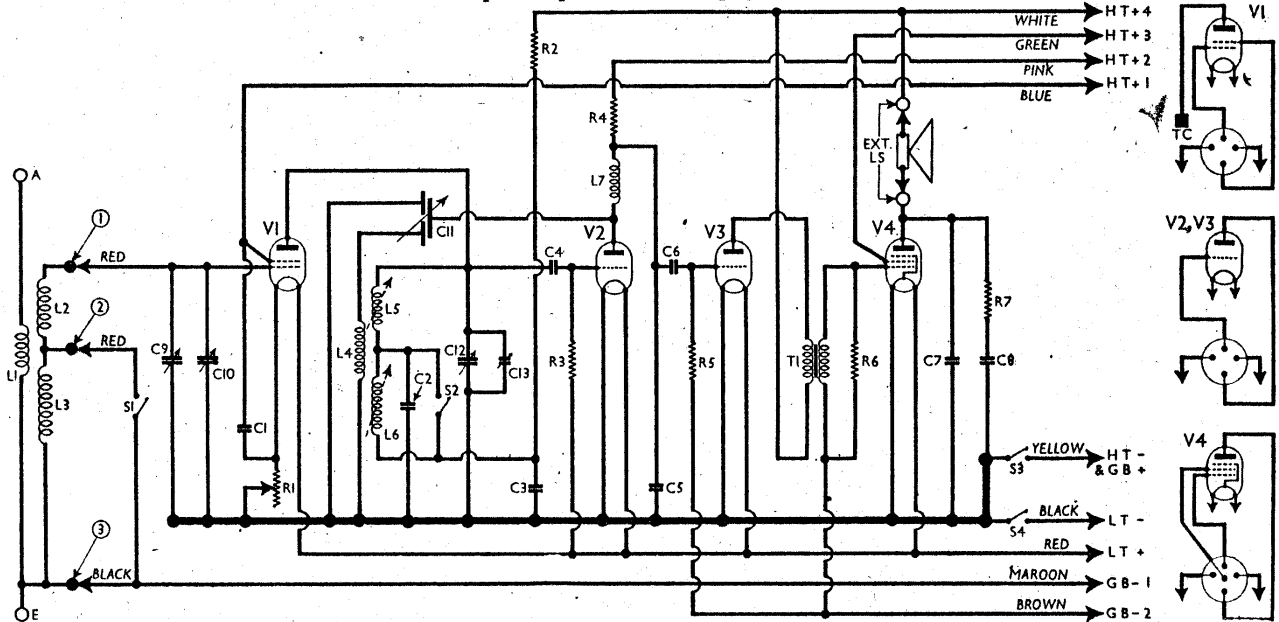 HT+4
WHITE
HT+3
GREEN
HT+2
PINK
HT+1
BLUE
R2
R4
L7
EXT.
LS
A
1
RED
V1
C11
V2
C4
C6
V3
V4
L2
2
RED
L5
R7
C9
C10
L4
C12
C13
R3
R5
T1
R6
C7
C8
L1
L3
S1
C2
S2
L6
C1
R1
C3
C5
S3
YELLOW
HT-
& GB+
S4
BLACK
LT-
RED
LT+
3
BLACK
MAROON
GB-1
BROWN
GB-2
E
V1
TC
V2,V3
V4